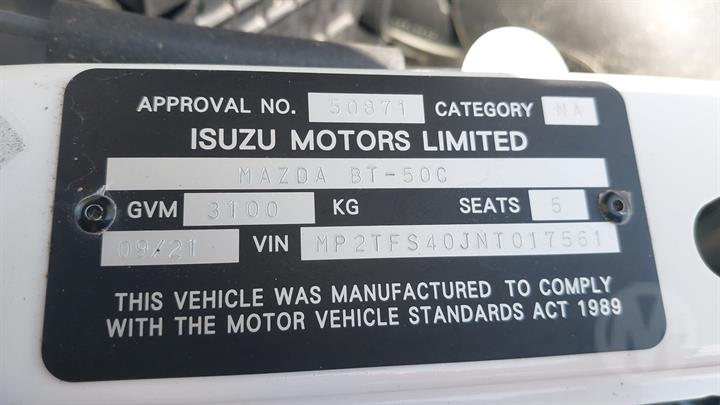 APPROVAL NO. 50871 CATEGORY NA
ISUZU MOTORS LIMITED
MAZDA BT-50C
GVM 3100 KG SEATS 5
09/21 VIN MP2TFS40JNT017561
THIS VEHICLE WAS MANUFACTURED TO COMPLY
WITH THE MOTOR VEHICLE STANDARDS ACT 1989